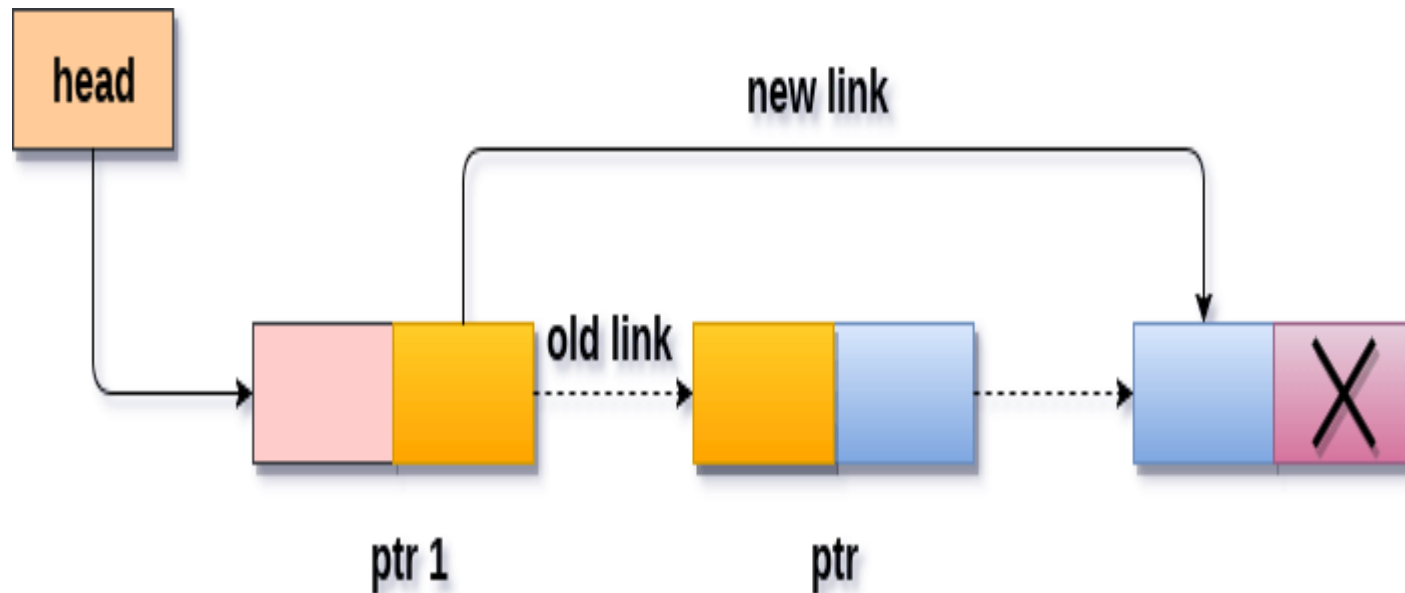 head
new link
old link
ptr 1
ptr
X